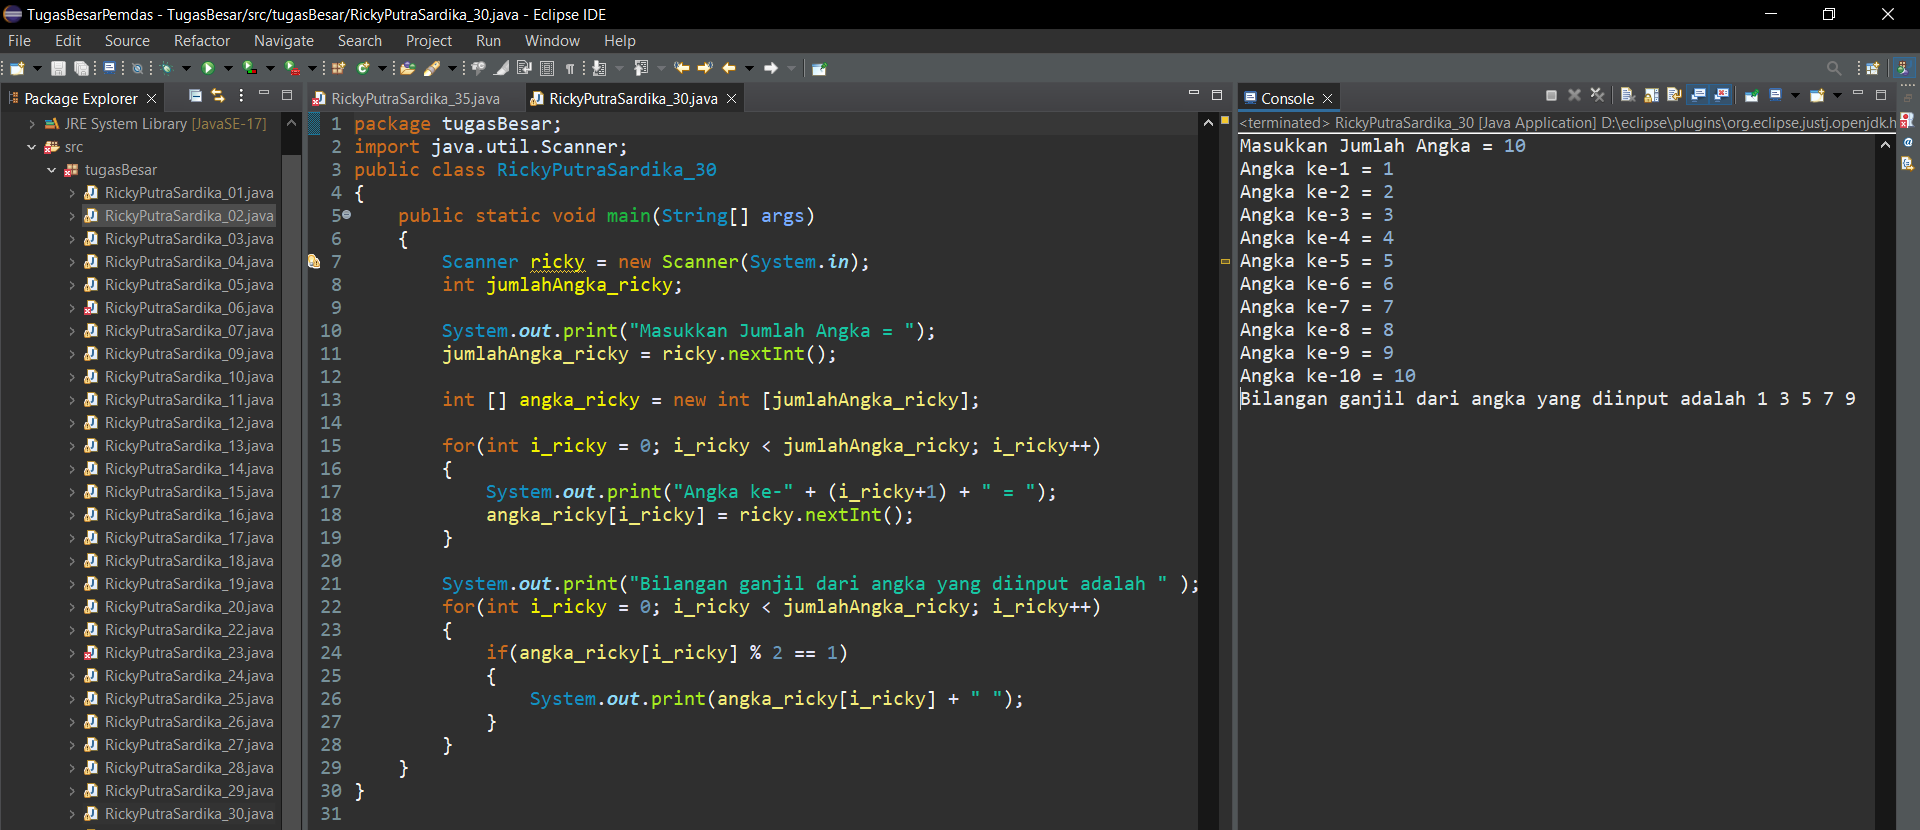 TugasBesarPemdas - TugasBesar/src/tugasBesar/RickyPutraSardika_30.java - Eclipse IDE
File Edit Source Refactor Navigate Search Project Run Window Help
Package Explorer
JRE System Library [JavaSE-17]
src
tugasBesar
RickyPutraSardika_01.java
RickyPutraSardika_02.java
RickyPutraSardika_03.java
RickyPutraSardika_04.java
RickyPutraSardika_05.java
RickyPutraSardika_06.java
RickyPutraSardika_07.java
RickyPutraSardika_09.java
RickyPutraSardika_10.java
RickyPutraSardika_11.java
RickyPutraSardika_12.java
RickyPutraSardika_13.java
RickyPutraSardika_14.java
RickyPutraSardika_15.java
RickyPutraSardika_16.java
RickyPutraSardika_17.java
RickyPutraSardika_18.java
RickyPutraSardika_19.java
RickyPutraSardika_20.java
RickyPutraSardika_22.java
RickyPutraSardika_23.java
RickyPutraSardika_24.java
RickyPutraSardika_25.java
RickyPutraSardika_26.java
RickyPutraSardika_27.java
RickyPutraSardika_28.java
RickyPutraSardika_29.java
RickyPutraSardika_30.java
RickyPutraSardika_35.java RickyPutraSardika_30.java
1 package tugasBesar;
2 import java.util.Scanner;
3 public class RickyPutraSardika_30
4 {
5 public static void main(String[] args)
6 {
7 Scanner ricky = new Scanner(System.in);
8 int jumlahAngka_ricky;
9
10 System.out.print("Masukkan Jumlah Angka = ");
11 jumlahAngka_ricky = ricky.nextInt();
12
13 int [] angka_ricky = new int [jumlahAngka_ricky];
14
15 for(int i_ricky = 0; i_ricky < jumlahAngka_ricky; i_ricky++)
16 {
17 System.out.print("Angka ke-" + (i_ricky+1) + " = ");
18 angka_ricky[i_ricky] = ricky.nextInt();
19 }
20
21 System.out.print("Bilangan ganjil dari angka yang diinput adalah " );
22 for(int i_ricky = 0; i_ricky < jumlahAngka_ricky; i_ricky++)
23 {
24 if(angka_ricky[i_ricky] % 2 == 1)
25 {
26 System.out.print(angka_ricky[i_ricky] + " ");
27 }
28 }
29 }
30 }
31
Console
<terminated> RickyPutraSardika_30 [Java Application] D:\eclipse\plugins\org.eclipse.justj.openjdk.h
Masukkan Jumlah Angka = 10
Angka ke-1 = 1
Angka ke-2 = 2
Angka ke-3 = 3
Angka ke-4 = 4
Angka ke-5 = 5
Angka ke-6 = 6
Angka ke-7 = 7
Angka ke-8 = 8
Angka ke-9 = 9
Angka ke-10 = 10
Bilangan ganjil dari angka yang diinput adalah 1 3 5 7 9